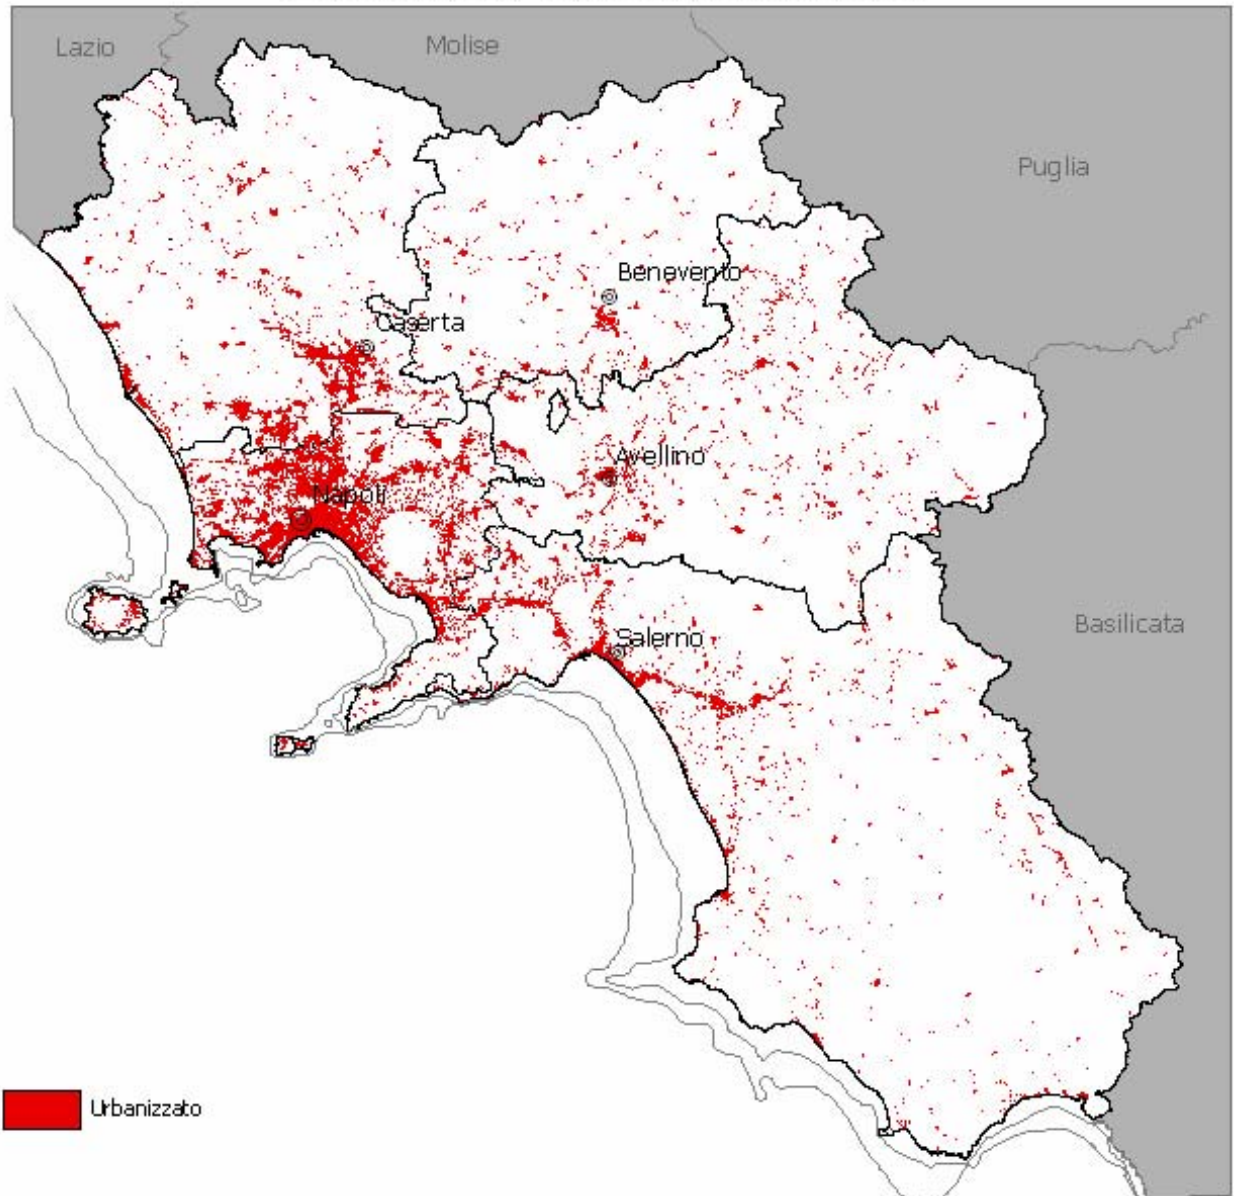 Lazio
Molise
Puglia
Benevento
Caserta
Avellino
Napoli
Salerno
Basilicata
Urbanizzato